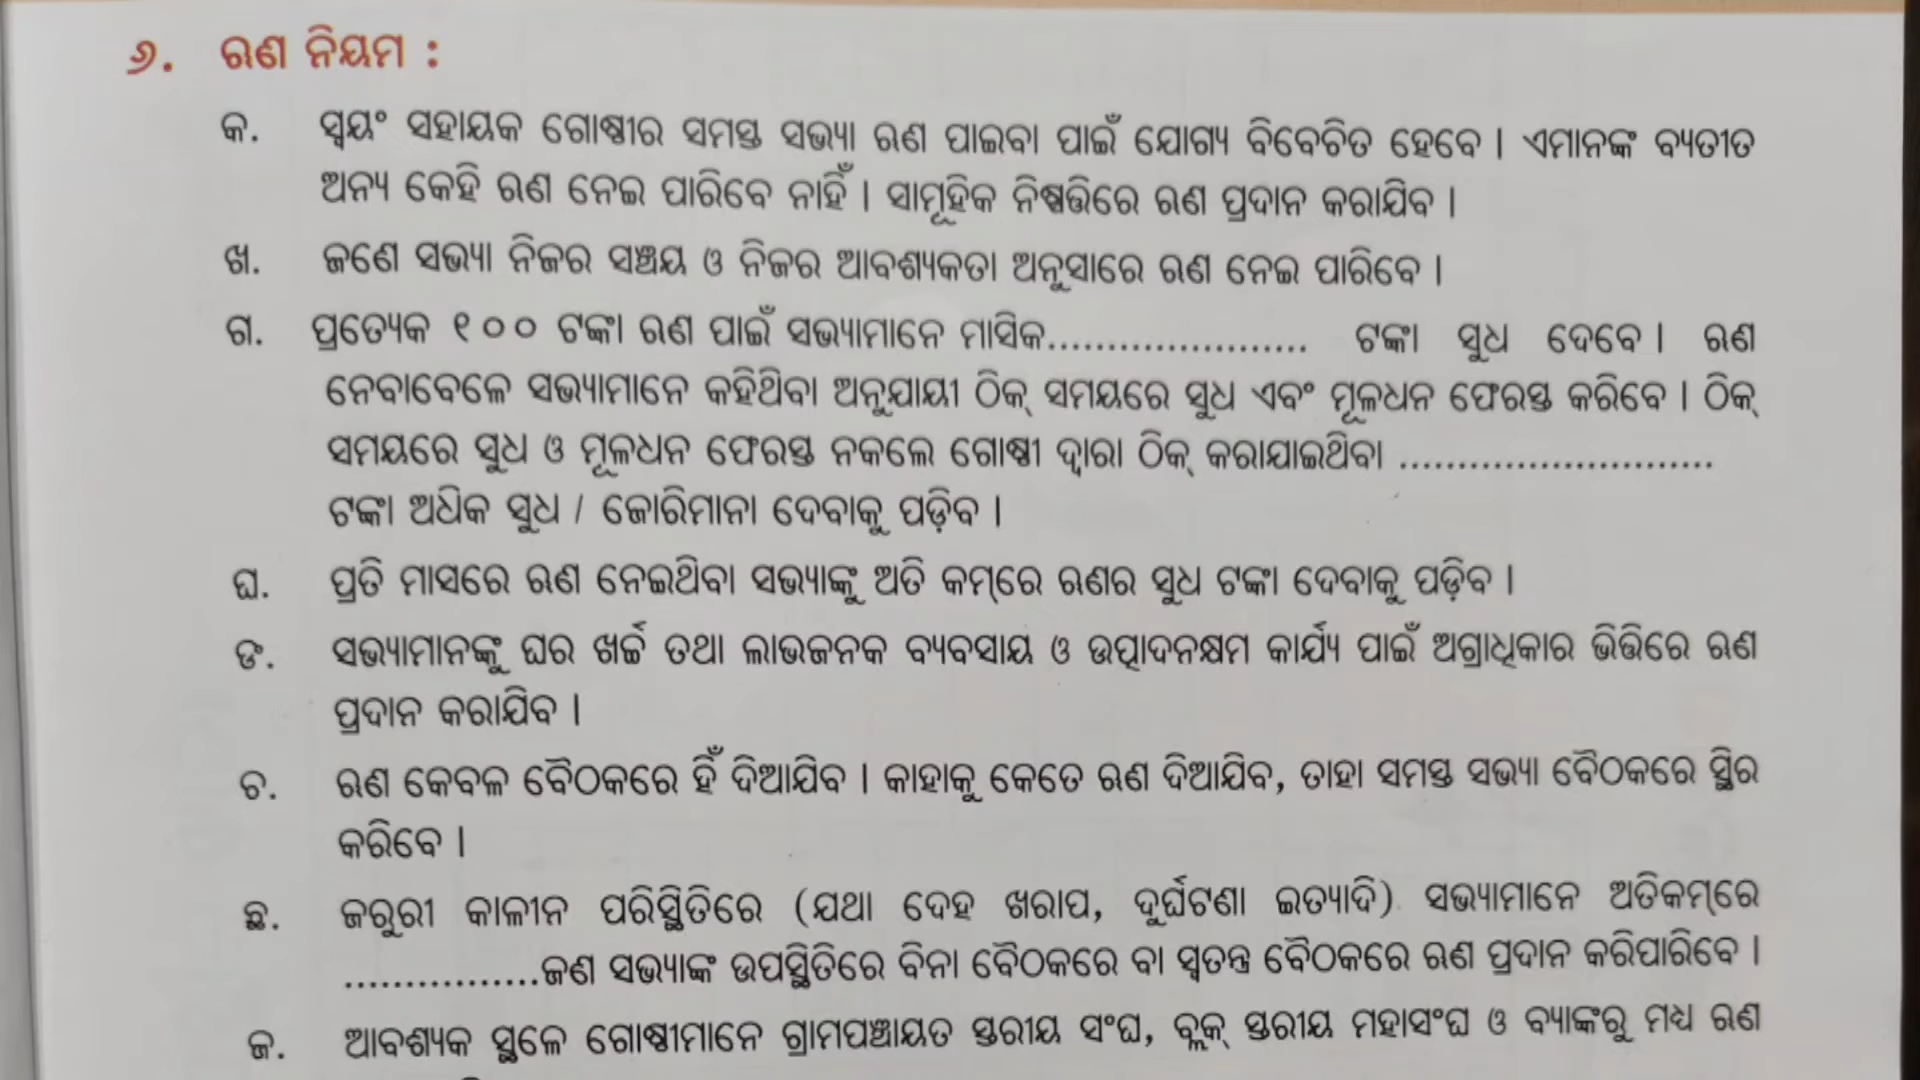 ୬. ଋଣ ନିୟମ :
କ. ସ୍ୱୟଂ ସହାୟକ ଗୋଷ୍ଠୀର ସମସ୍ତ ସଭ୍ୟା ଋଣ ପାଇବା ପାଇଁ ଯୋଗ୍ୟ ବିବେଚିତ ହେବେ । ଏମାନଙ୍କ ବ୍ୟତୀତ
ଅନ୍ୟ କେହି ଋଣ ନେଇ ପାରିବେ ନାହିଁ । ସାମୂହିକ ନିଷ୍ପତ୍ତିରେ ଋଣ ପ୍ରଦାନ କରାଯିବ ।
ଖ. ଜଣେ ସଭ୍ୟା ନିଜର ସଞ୍ଚୟ ଓ ନିଜର ଆବଶ୍ୟକତା ଅନୁସାରେ ଋଣ ନେଇ ପାରିବେ ।
ଗ. ପ୍ରତ୍ୟେକ ୧୦୦ ଟଙ୍କା ଋଣ ପାଇଁ ସଭ୍ୟାମାନେ ମାସିକ...................... ଟଙ୍କା ସୁଧ ଦେବେ । ଋଣ
ନେବାବେଳେ ସଭ୍ୟାମାନେ କହିଥିବା ଅନୁଯାୟୀ ଠିକ୍ ସମୟରେ ସୁଧ ଏବଂ ମୂଳଧନ ଫେରସ୍ତ କରିବେ । ଠିକ୍
ସମୟରେ ସୁଧ ଓ ମୂଳଧନ ଫେରସ୍ତ ନକଲେ ଗୋଷ୍ଠୀ ଦ୍ୱାରା ଠିକ୍ କରାଯାଇଥିବା ...........................
ଟଙ୍କା ଅଧିକ ସୁଧ / ଜୋରିମାନା ଦେବାକୁ ପଡ଼ିବ ।
ଘ. ପ୍ରତି ମାସରେ ଋଣ ନେଇଥିବା ସଭ୍ୟାଙ୍କୁ ଅତି କମ୍‌ରେ ଋଣର ସୁଧ ଟଙ୍କା ଦେବାକୁ ପଡ଼ିବ ।
ଙ. ସଭ୍ୟାମାନଙ୍କୁ ଘର ଖର୍ଚ୍ଚ ତଥା ଲାଭଜନକ ବ୍ୟବସାୟ ଓ ଉତ୍ପାଦନକ୍ଷମ କାର୍ଯ୍ୟ ପାଇଁ ଅଗ୍ରାଧିକାର ଭିତ୍ତିରେ ଋଣ
ପ୍ରଦାନ କରାଯିବ ।
ଚ. ଋଣ କେବଳ ବୈଠକରେ ହିଁ ଦିଆଯିବ । କାହାକୁ କେତେ ଋଣ ଦିଆଯିବ, ତାହା ସମସ୍ତ ସଭ୍ୟା ବୈଠକରେ ସ୍ଥିର
କରିବେ ।
ଛ. ଜରୁରୀ କାଳୀନ ପରିସ୍ଥିତିରେ (ଯଥା ଦେହ ଖରାପ, ଦୁର୍ଘଟଣା ଇତ୍ୟାଦି) ସଭ୍ୟାମାନେ ଅତିକମ୍‌ରେ
.................ଜଣ ସଭ୍ୟାଙ୍କ ଉପସ୍ଥିତିରେ ବିନା ବୈଠକରେ ବା ସ୍ୱତନ୍ତ୍ର ବୈଠକରେ ଋଣ ପ୍ରଦାନ କରିପାରିବେ ।
ଜ. ଆବଶ୍ୟକ ସ୍ଥଳେ ଗୋଷ୍ଠୀମାନେ ଗ୍ରାମପଞ୍ଚାୟତ ସ୍ତରୀୟ ସଂଘ, ବ୍ଲକ୍ ସ୍ତରୀୟ ମହାସଂଘ ଓ ବ୍ୟାଙ୍କରୁ ମଧ୍ୟ ଋଣ